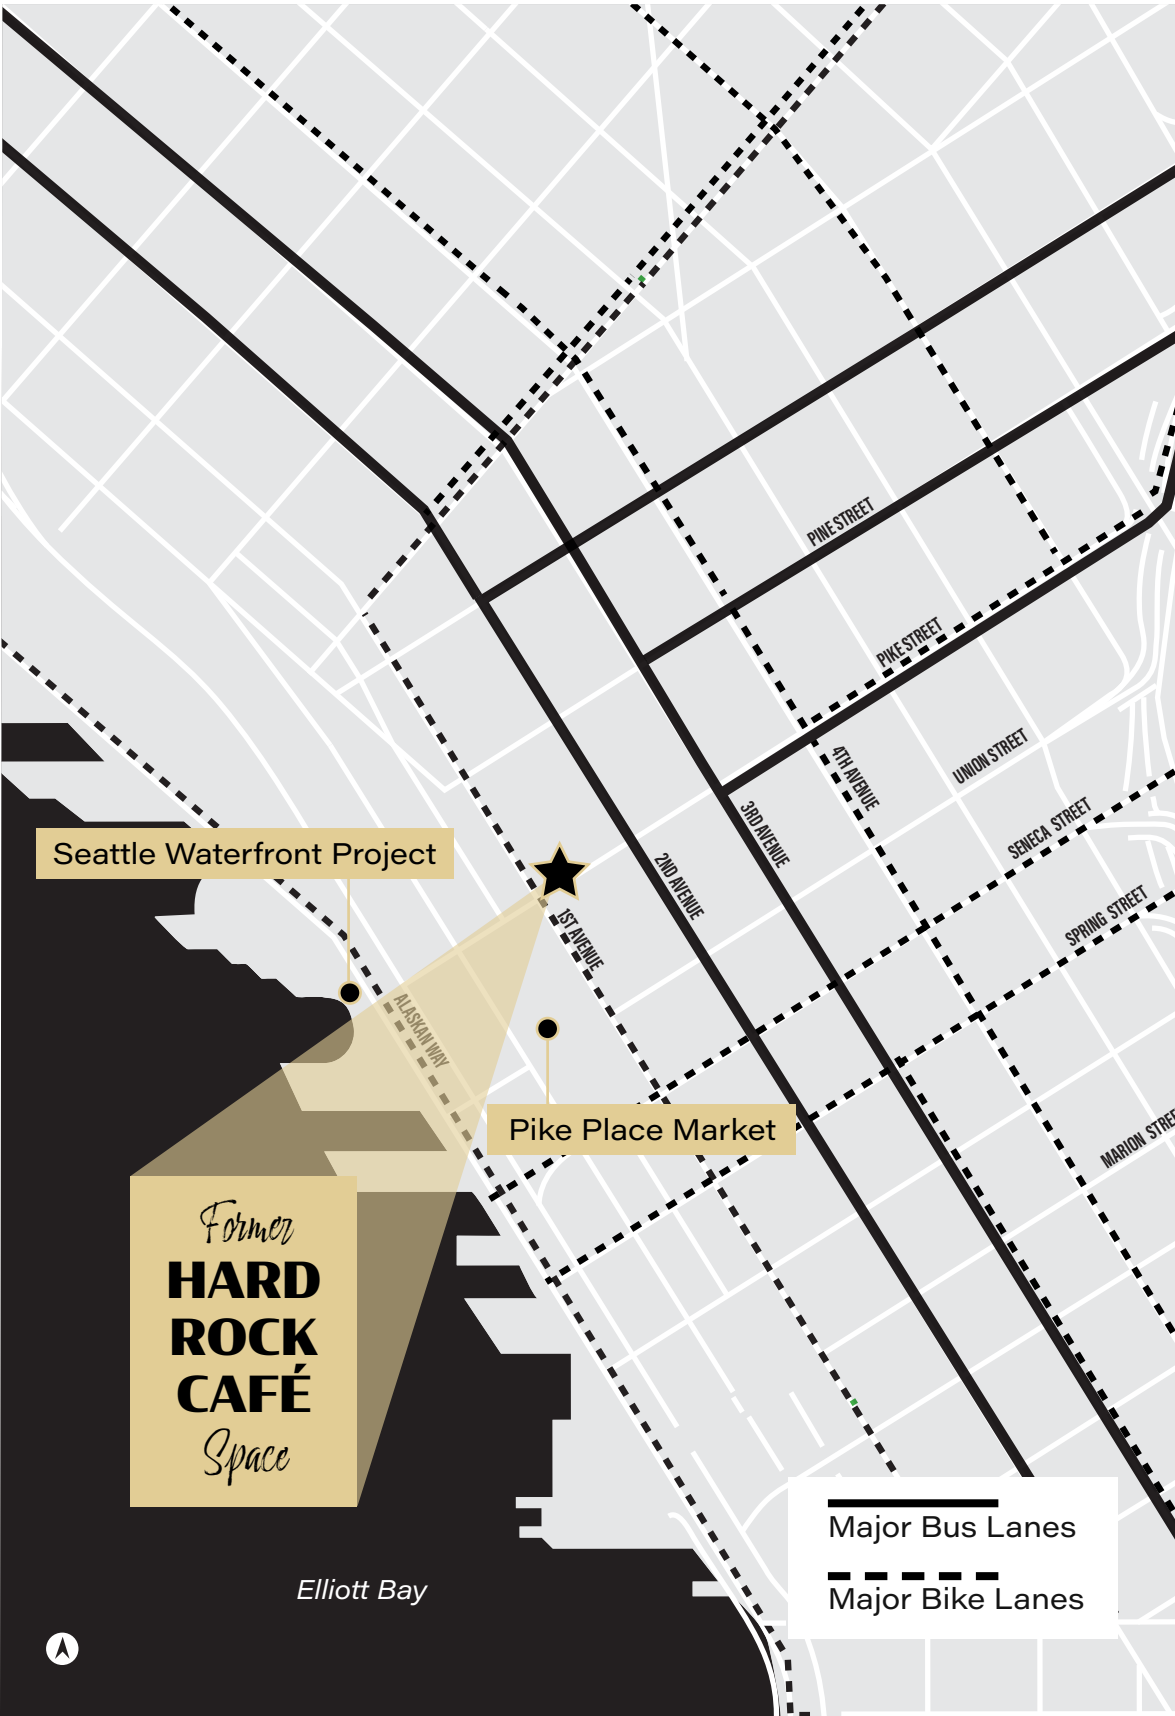 PINE STREET
PIKE STREET
UNION STREET
4TH AVENUE
3RD AVENUE
SENECA STREET
2ND AVENUE
SPRING STREET
Seattle Waterfront Project
1ST AVENUE
ALASKAN WAY
Pike Place Market
MARION STREE
Former
HARD
ROCK
CAFÉ
Space
Major Bus Lanes
Major Bike Lanes
Elliott Bay